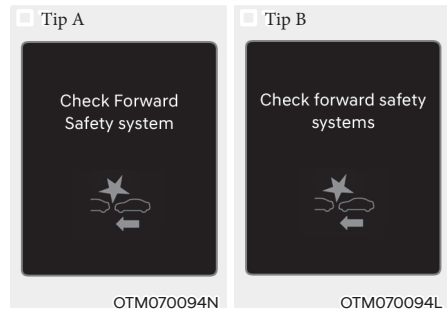 Tip A
Check Forward
Safety system
OTM070094N
Tip B
Check forward safety
systems
OTM070094L